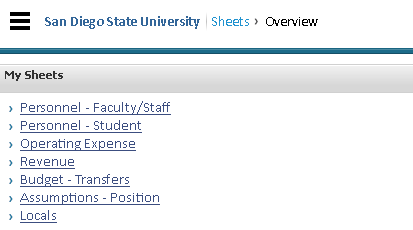 San Diego State University | Sheets › Overview
My Sheets
› Personnel - Faculty/Staff
› Personnel - Student
› Operating Expense
› Revenue
› Budget - Transfers
› Assumptions - Position
› Locals